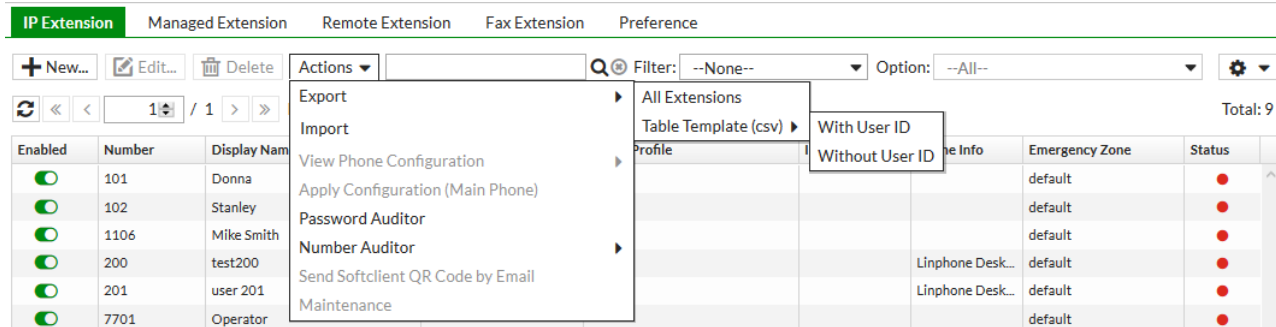 IP Extension Managed Extension Remote Extension Fax Extension Preference
New... Edit... Delete Actions Filter: --None-- Option: --All--
1 / 1 Total: 9
Export
Import
View Phone Configuration
Apply Configuration (Main Phone)
Password Auditor
Number Auditor
Send Softclient QR Code by Email
Maintenance
All Extensions
Table Template (csv)
With User ID
Without User ID
Enabled Number Display Nam Profile Info Emergency Zone Status
101 Donna default
102 Stanley default
1106 Mike Smith default
200 test200 Linphone Desk... default
201 user 201 Linphone Desk... default
7701 Operator default